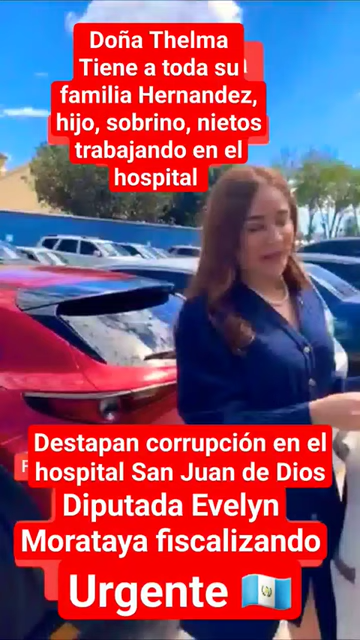 Doña Thelma
Tiene a toda su
familia Hernandez,
hijo, sobrino, nietos
trabajando en el
hospital
Destapan corrupción en el
hospital San Juan de Dios
Diputada Evelyn
Morataya fiscalizando
Urgente 🇬🇹